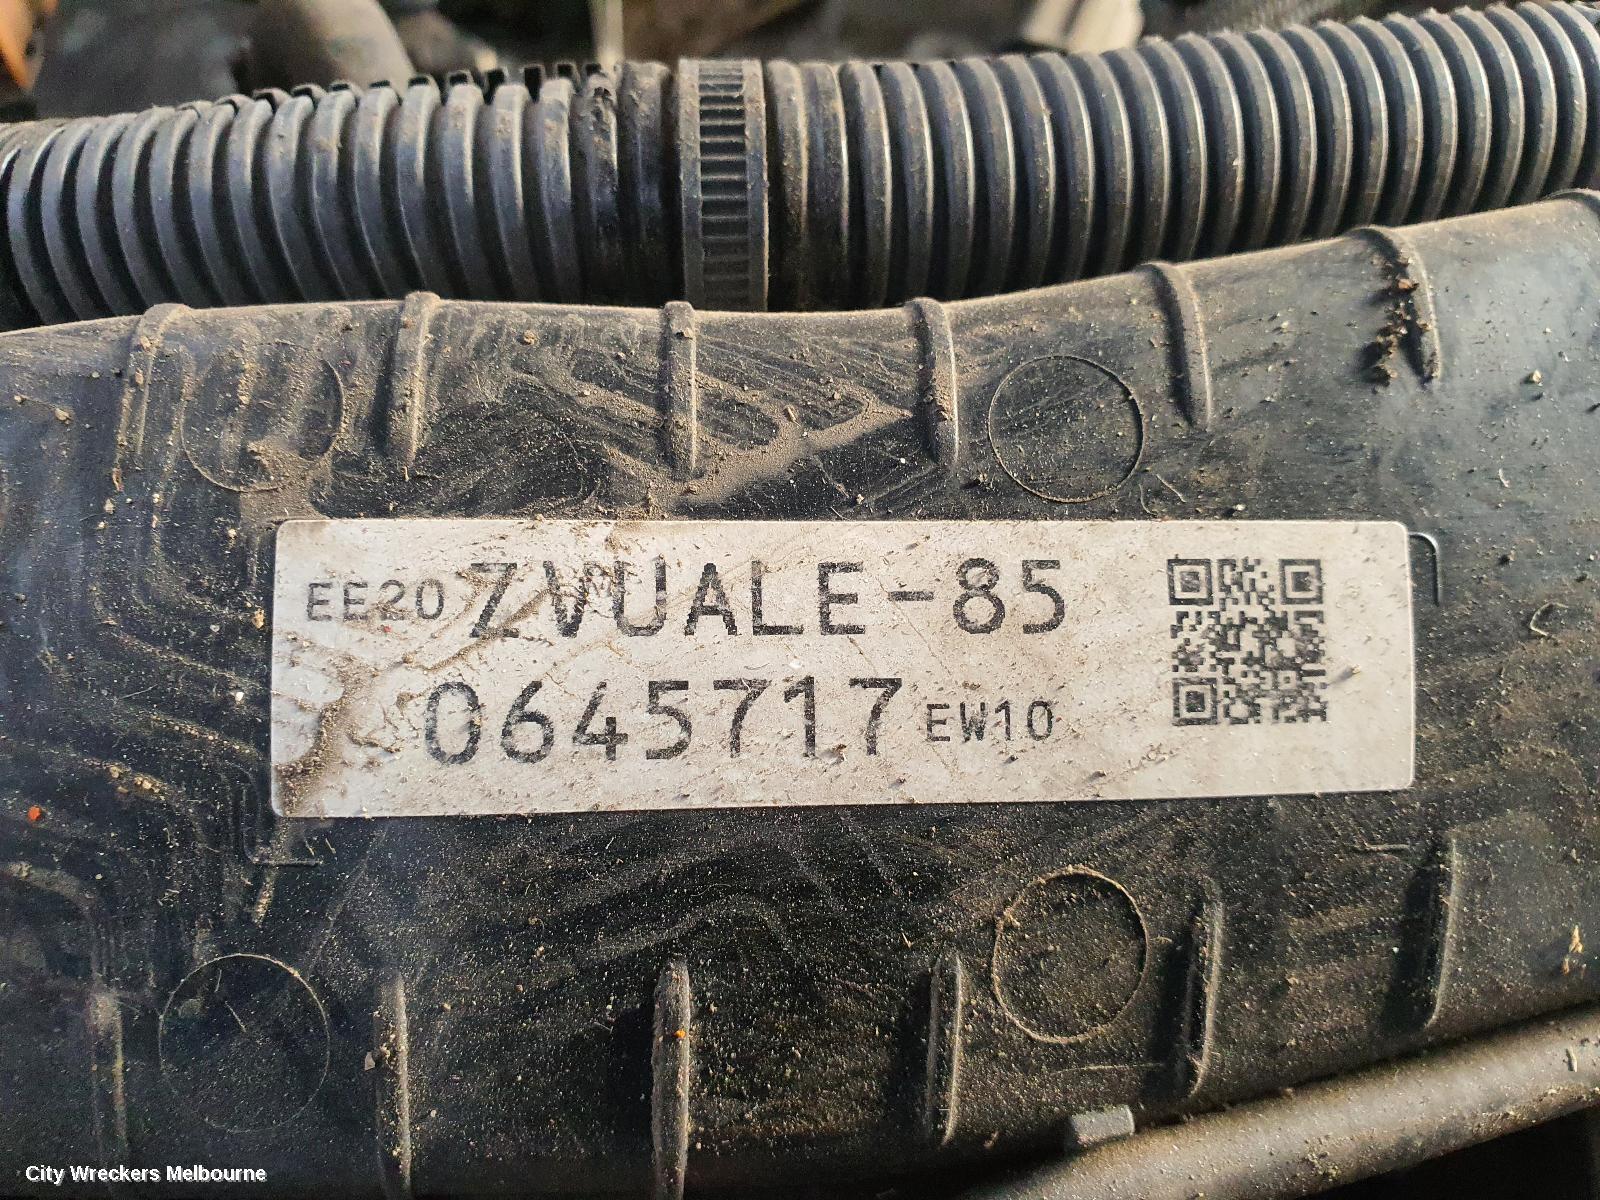 EE20 ZVUALE-85
0645717 EW10
City Wreckers Melbourne